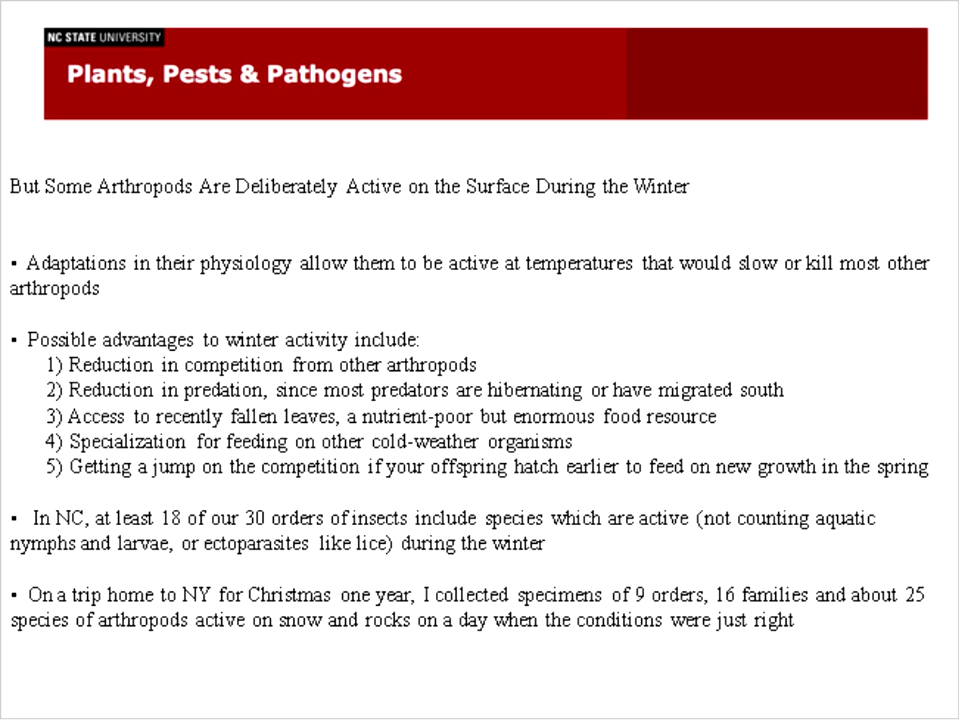 NC STATE UNIVERSITY
Plants, Pests & Pathogens
But Some Arthropods Are Deliberately Active on the Surface During the Winter
▪ Adaptations in their physiology allow them to be active at temperatures that would slow or kill most other
arthropods
▪ Possible advantages to winter activity include:
1) Reduction in competition from other arthropods
2) Reduction in predation, since most predators are hibernating or have migrated south
3) Access to recently fallen leaves, a nutrient-poor but enormous food resource
4) Specialization for feeding on other cold-weather organisms
5) Getting a jump on the competition if your offspring hatch earlier to feed on new growth in the spring
▪ In NC, at least 18 of our 30 orders of insects include species which are active (not counting aquatic
nymphs and larvae, or ectoparasites like lice) during the winter
▪ On a trip home to NY for Christmas one year, I collected specimens of 9 orders, 16 families and about 25
species of arthropods active on snow and rocks on a day when the conditions were just right